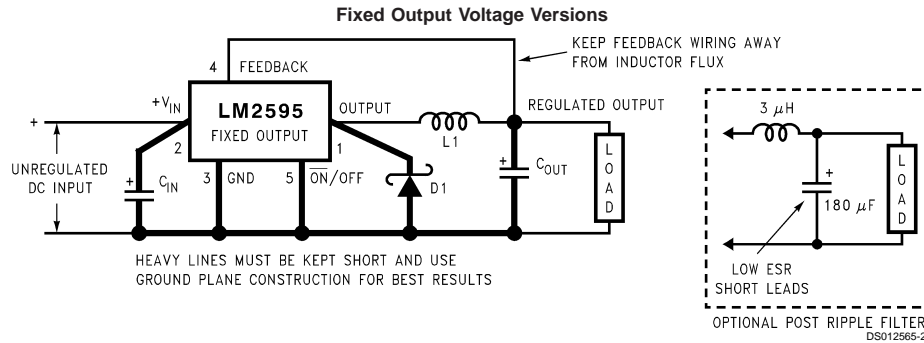 Fixed Output Voltage Versions
KEEP FEEDBACK WIRING AWAY
FROM INDUCTOR FLUX
4 FEEDBACK
+VIN
LM2595
FIXED OUTPUT
OUTPUT
REGULATED OUTPUT
+
2
1
L1
UNREGULATED
DC INPUT
+
CIN
3 GND
5 ON/OFF
D1
+
COUT
LOAD
HEAVY LINES MUST BE KEPT SHORT AND USE
GROUND PLANE CONSTRUCTION FOR BEST RESULTS
3 μH
+
180 μF
LOAD
LOW ESR
SHORT LEADS
OPTIONAL POST RIPPLE FILTER
DS012565-2